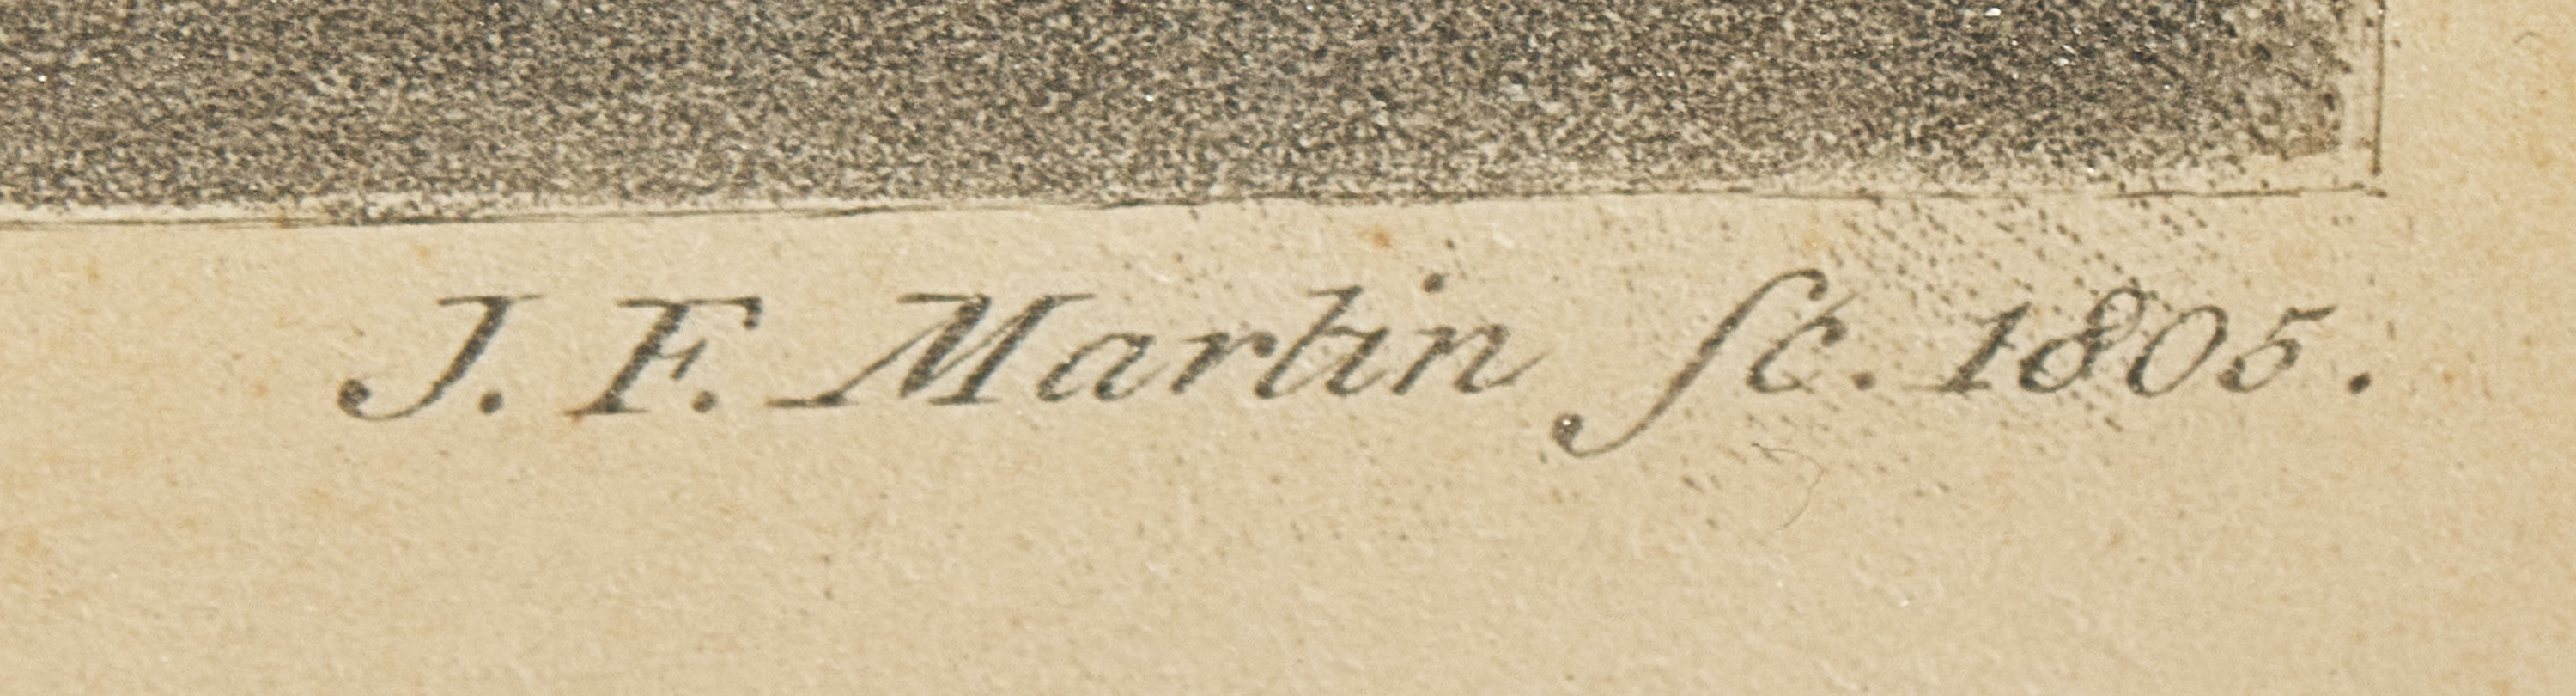 J. F. Martin ſc. 1805.